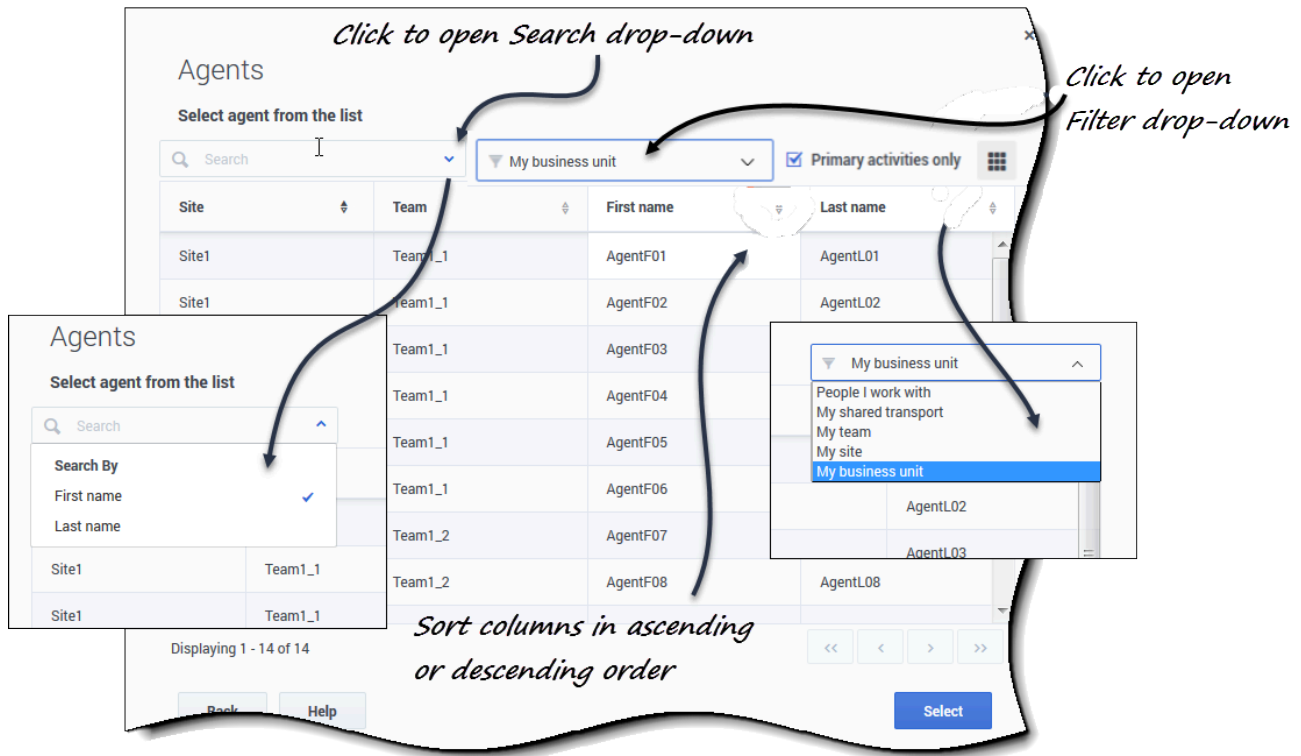 Click to open Search drop-down
Agents
Click to open
Filter drop-down
Select agent from the list
Search
My business unit
Primary activities only
Site Team First name Last name
Site1 Team1_1 AgentF01 AgentL01
Site1 Team1_1 AgentF02 AgentL02
Team1_1 AgentF03
Team1_1 AgentF04
Team1_1 AgentF05
Team1_1 AgentF06
Team1_2 AgentF07
Team1_2 AgentF08 AgentL08
Agents
Select agent from the list
Search
Search By
First name
Last name
Site1 Team1_1
Site1 Team1_1
My business unit
People I work with
My shared transport
My team
My site
My business unit
AgentL02
AgentL03
Sort columns in ascending
or descending order
Displaying 1 - 14 of 14
<< < > >>
Back Help Select